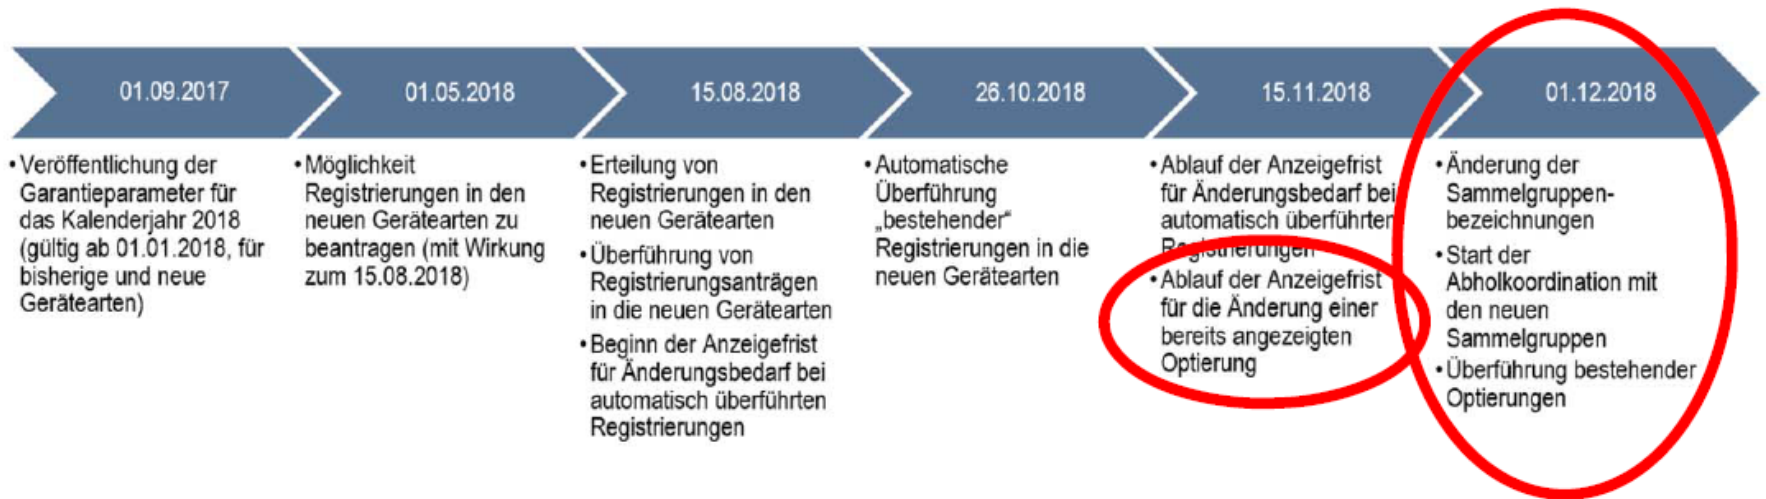 01.09.2017
01.05.2018
15.08.2018
26.10.2018
15.11.2018
01.12.2018
• Veröffentlichung der
Garantieparameter für
das Kalenderjahr 2018
(gültig ab 01.01.2018, für
bisherige und neue
Gerätearten)
• Möglichkeit
Registrierungen in den
neuen Gerätearten zu
beantragen (mit Wirkung
zum 15.08.2018)
• Erteilung von
Registrierungen in den
neuen Gerätearten
• Überführung von
Registrierungsanträgen
in die neuen Gerätearten
• Beginn der Anzeigefrist
für Änderungsbedarf bei
automatisch überführten
Registrierungen
• Automatische
Überführung
„bestehender“
Registrierungen in die
neuen Gerätearten
• Ablauf der Anzeigefrist
für Änderungsbedarf bei
automatisch überführten
Registrierungen
• Ablauf der Anzeigefrist
für die Änderung einer
bereits angezeigten
Optierung
• Änderung der
Sammelgruppen-
bezeichnungen
• Start der
Abholkoordination mit
den neuen
Sammelgruppen
• Überführung bestehender
Optierungen